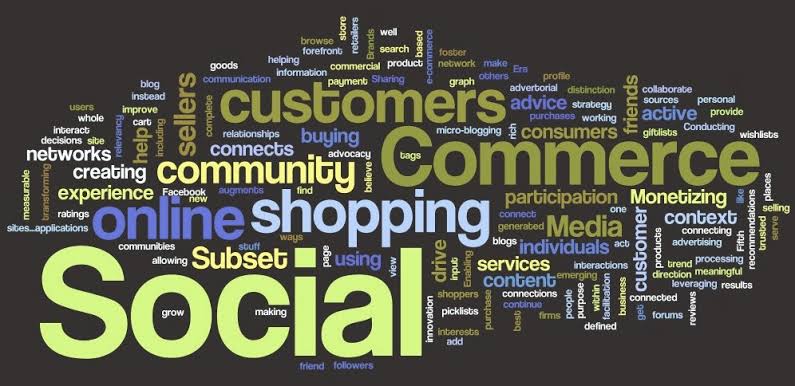 store
retailers
Brands
well
browse
forefront
search
based
e-commerce
foster
helping
commercial
product
network
make
Era
goods
information
payment
Sharing
graph
others
profile
communication
advertorial
distinction
collaborate
blog
instead
sellers
complete
customers
advice
strategy
friends
sources
personal
users
improve
purchases
working
active
provide
whole
cart
relevancy
help
including
relationships
buying
micro-blogging
rich
consumers
giftlists
Conducting
interact
decisions
site
connects
advocacy
tags
Commerce
wishlists
networks
creating
community
believe
measurable
transforming
experience
Facebook
new
augments
find
participation
Monetizing
like
places
ratings
online
shopping
connect
generated
Media
one
customer
context
recommendations
selling
sites...applications
communities
stuff
ways
blogs
individuals
act
products
connecting
advertising
Fitch
trusted
serve
allowing
Subset
page
using
view
drive
input
Enabling
services
interactions
trend
processing
direction
meaningful
content
emerging
leveraging
results
Social
shoppers
connections
people
purpose
within
facilitation
business
connected
grow
making
innovation
picklists
purchase
continue
best
firms
get
forums
reviews
interests
add
defined
friend
followers